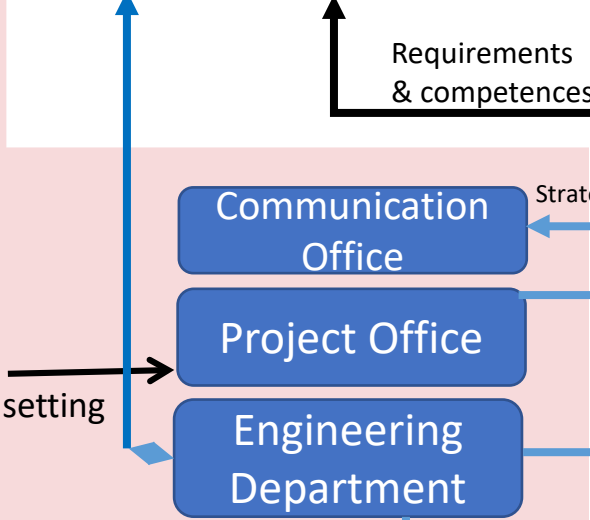 Requirements
& competences
Communication
Office
Project Office
setting
Engineering
Department